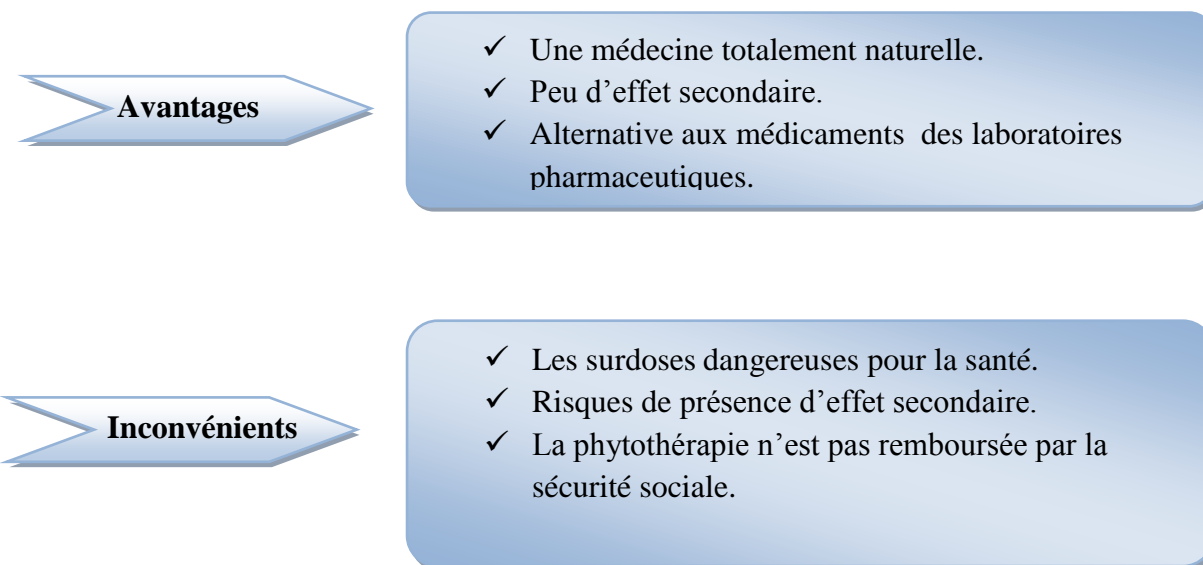 Avantages
✓ Une médecine totalement naturelle.
✓ Peu d’effet secondaire.
✓ Alternative aux médicaments des laboratoires
pharmaceutiques.
Inconvénients
✓ Les surdoses dangereuses pour la santé.
✓ Risques de présence d’effet secondaire.
✓ La phytothérapie n’est pas remboursée par la
sécurité sociale.